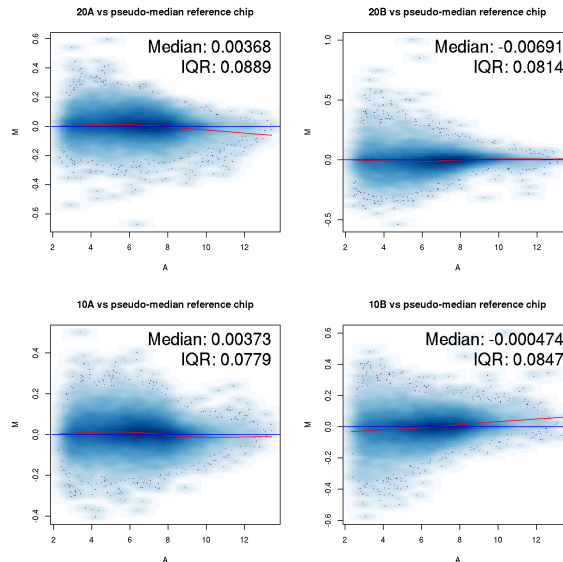 20A vs pseudo-median reference chip
Median: 0.00368
IQR: 0.0889
M
0.6
0.4
0.2
0.0
-0.2
-0.4
-0.6
2 4 6 8 10 12
A
20B vs pseudo-median reference chip
Median: -0.00691
IQR: 0.0814
M
1.0
0.5
0.0
-0.5
2 4 6 8 10 12
A
10A vs pseudo-median reference chip
Median: 0.00373
IQR: 0.0779
M
0.4
0.2
0.0
-0.2
-0.4
2 4 6 8 10 12
A
10B vs pseudo-median reference chip
Median: -0.000474
IQR: 0.0847
M
0.6
0.4
0.2
0.0
-0.2
-0.4
-0.6
2 4 6 8 10 12
A